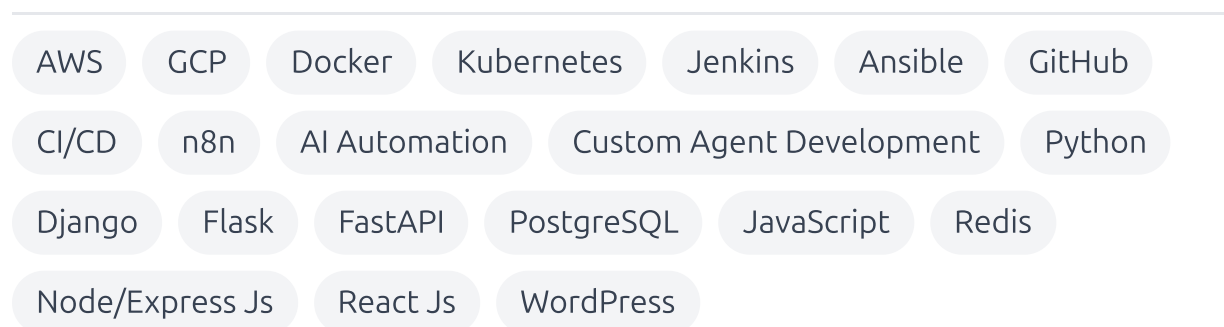 AWS GCP Docker Kubernetes Jenkins Ansible GitHub
CI/CD n8n AI Automation Custom Agent Development Python
Django Flask FastAPI PostgreSQL JavaScript Redis
Node/Express Js React Js WordPress